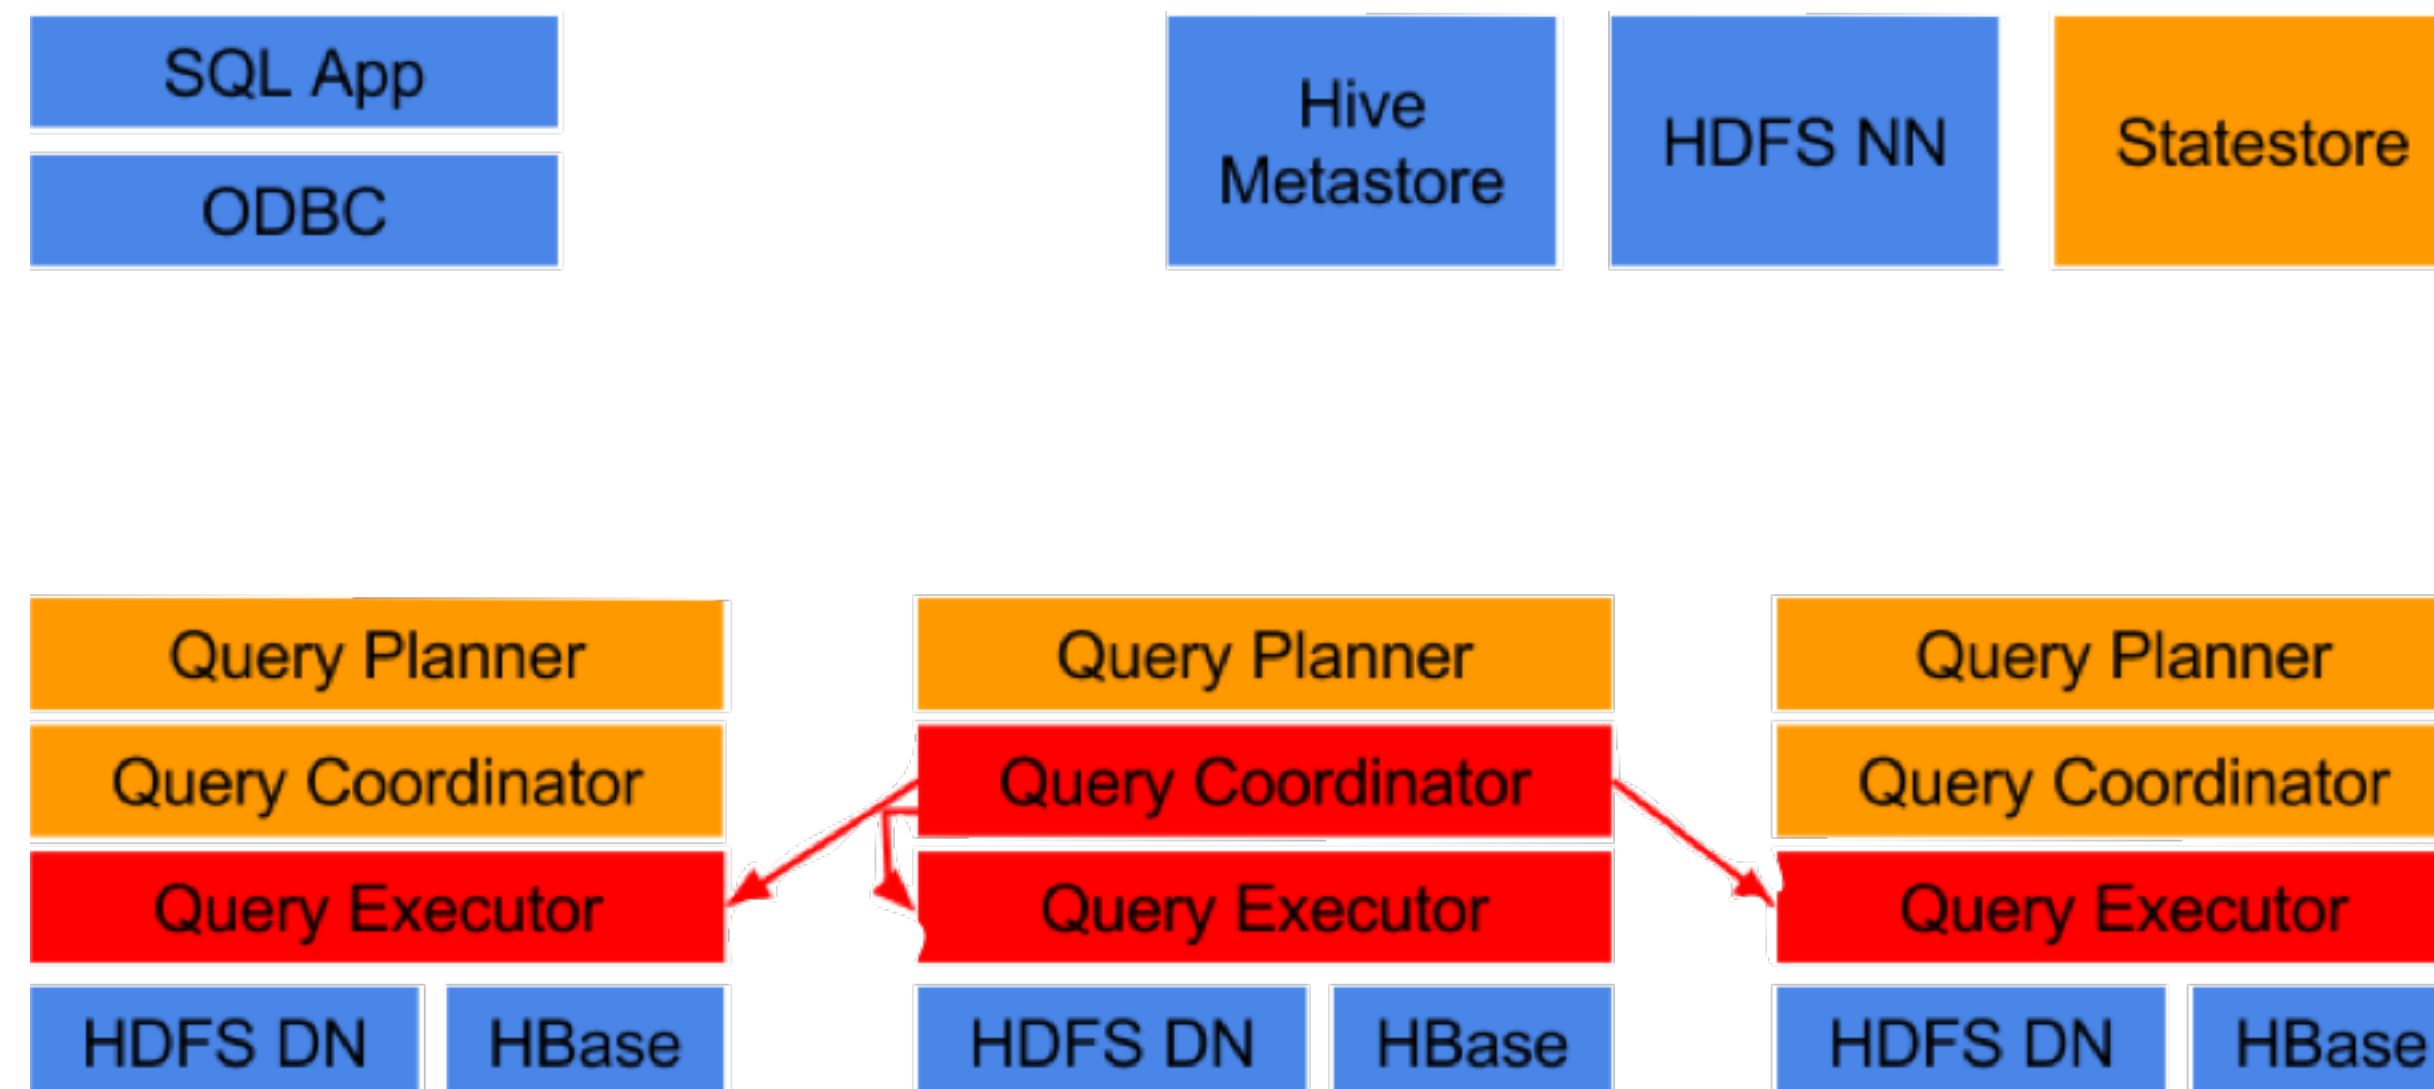 SQL App
ODBC
Hive
Metastore
HDFS NN
Statestore
Query Planner
Query Coordinator
Query Executor
HDFS DN
HBase
Query Planner
Query Coordinator
Query Executor
HDFS DN
HBase
Query Planner
Query Coordinator
Query Executor
HDFS DN
HBase